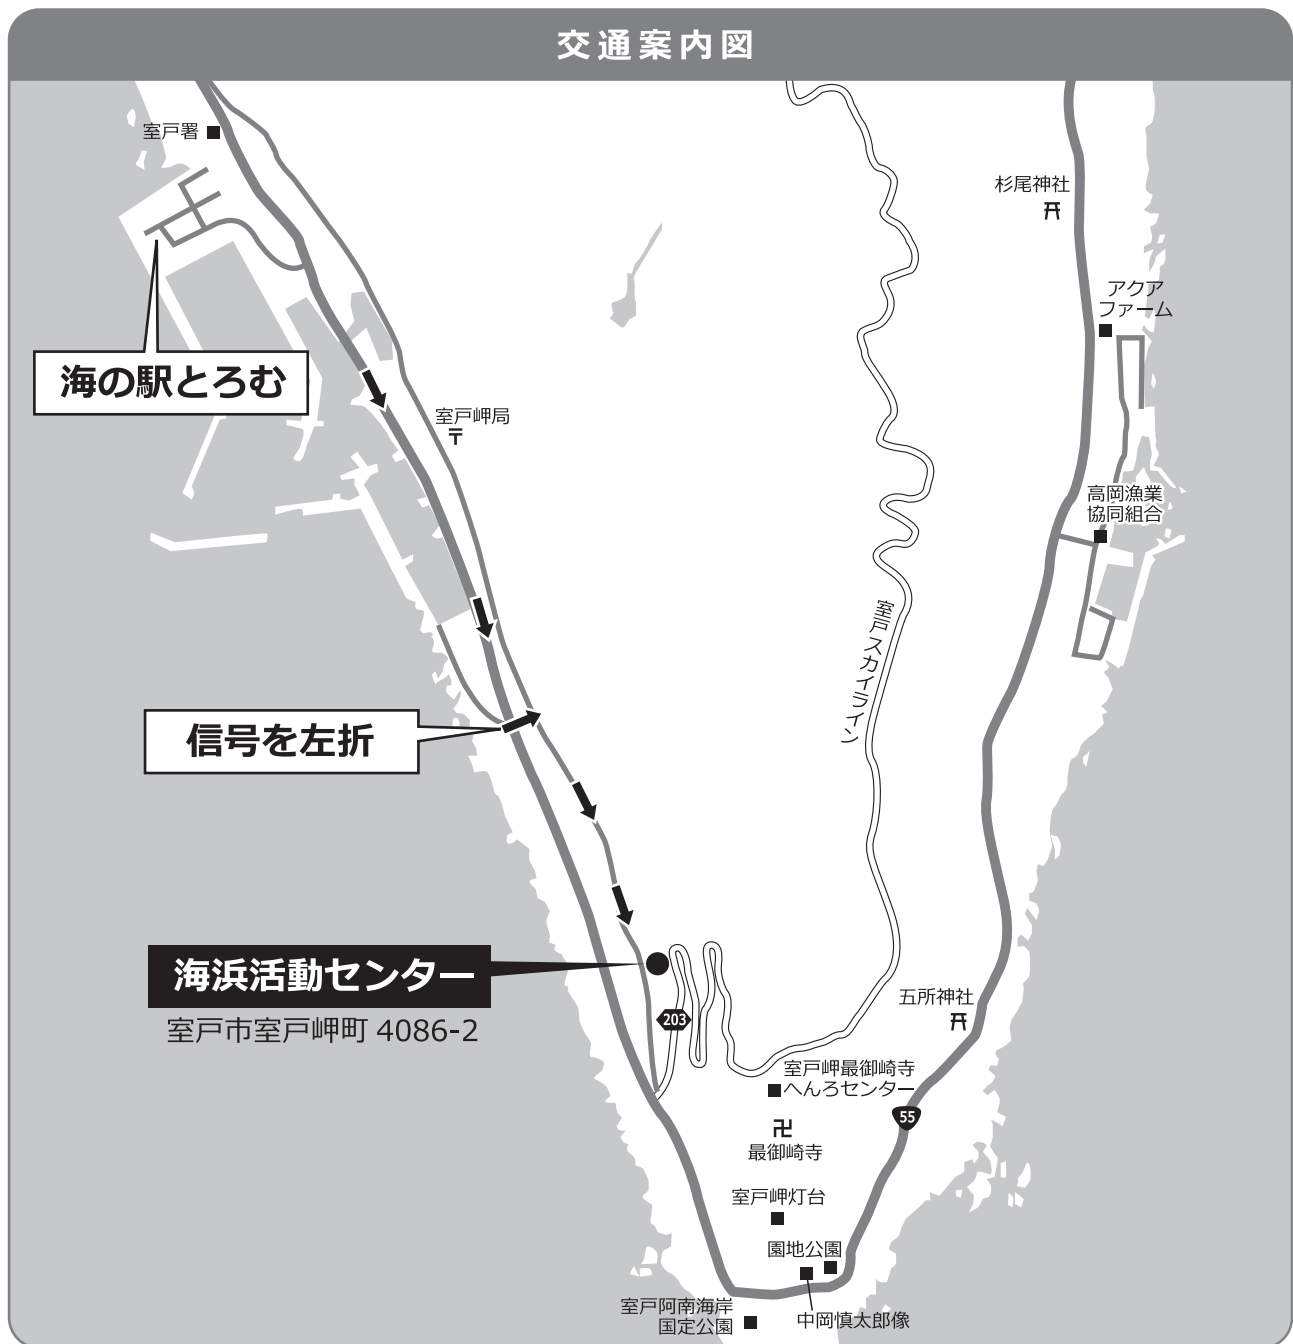 交通案内図
室戸署
杉尾神社
アクア
ファーム
海の駅とろむ
室戸岬局
高岡漁業
協同組合
室戸スカイライン
信号を左折
海浜活動センター
室戸市室戸岬町 4086-2
203
五所神社
室戸岬最御崎寺
へんろセンター
55
最御崎寺
室戸岬灯台
園地公園
室戸阿南海岸
国定公園
中岡慎太郎像